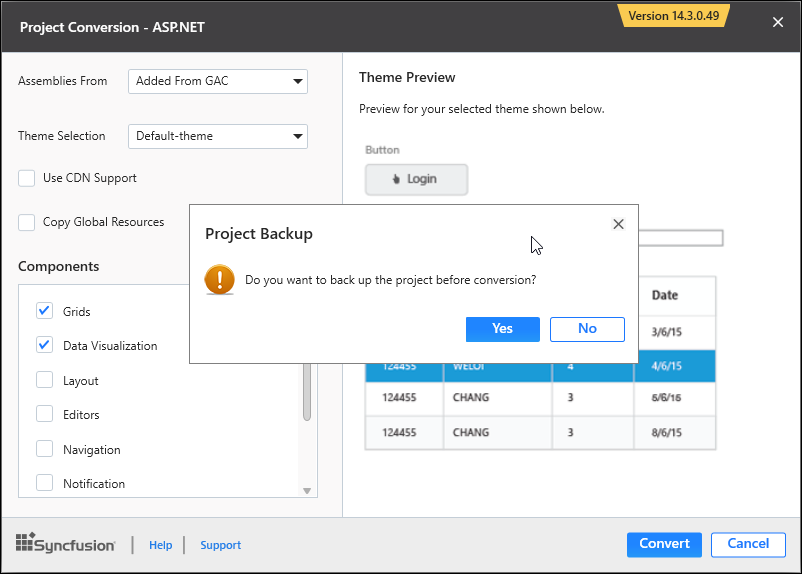 Project Conversion - ASP.NET
Version 14.3.0.49
Assemblies From
Added From GAC
Theme Selection
Default-theme
Use CDN Support
Copy Global Resources
Components
Grids
Data Visualization
Layout
Editors
Navigation
Notification
Theme Preview
Preview for your selected theme shown below.
Button
Login
Project Backup
Do you want to back up the project before conversion?
Yes No
Date
3/6/15
124455 4 4/6/15
124455 CHANG 3 6/6/16
124455 CHANG 3 8/6/15
Syncfusion
Help
Support
Convert
Cancel